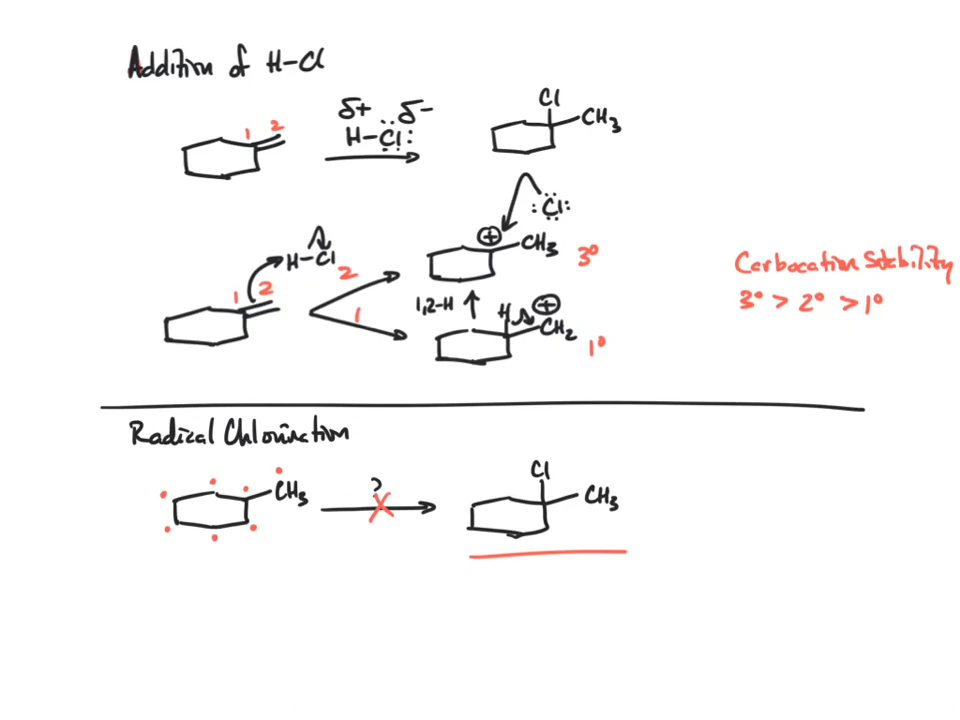 Addition of H-Cl
δ+ δ-
H-Cl:
1 2
Cl
CH3
:Cl:
H-Cl
1 2
2
1
⊕ CH3
3°
1,2-H
H ⊕
CH2
1°
Carbocation Stability
3° > 2° > 1°
Radical Chlorination
CH3
?
Cl
CH3